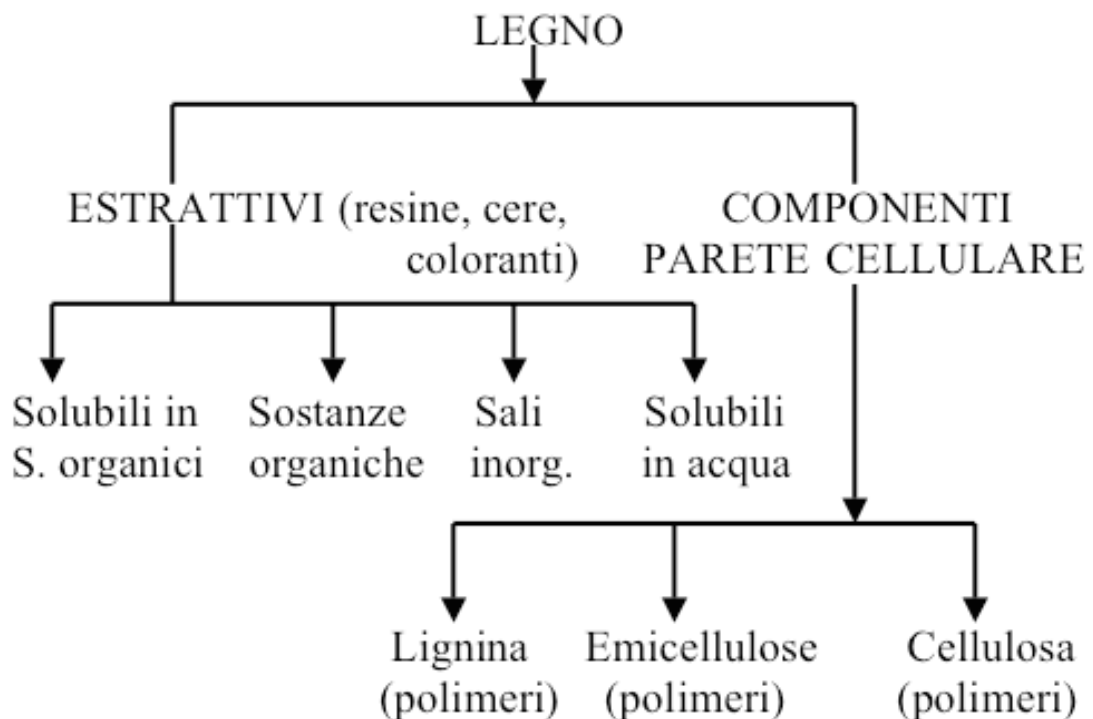 LEGNO
ESTRATTIVI (resine, cere,
coloranti)
COMPONENTI
PARETE CELLULARE
Solubili in
S. organici
Sostanze
organiche
Sali
inorg.
Solubili
in acqua
Lignina
(polimeri)
Emicellulose
(polimeri)
Cellulosa
(polimeri)